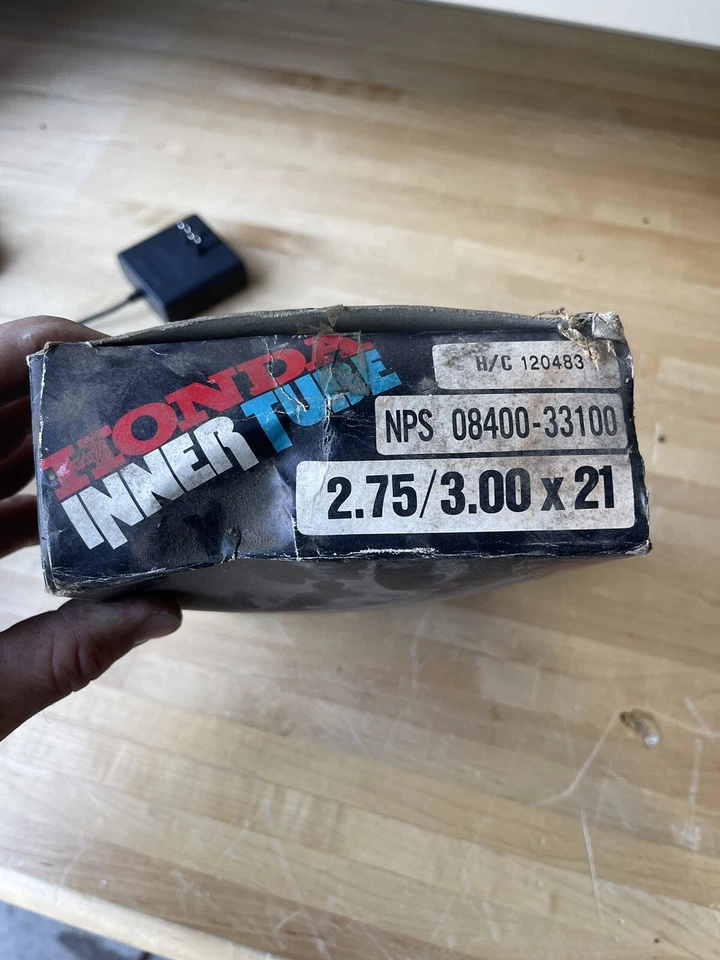 HONDA
INNER TUBE
H/C 120483
NPS 08400-33100
2.75/3.00 x 21